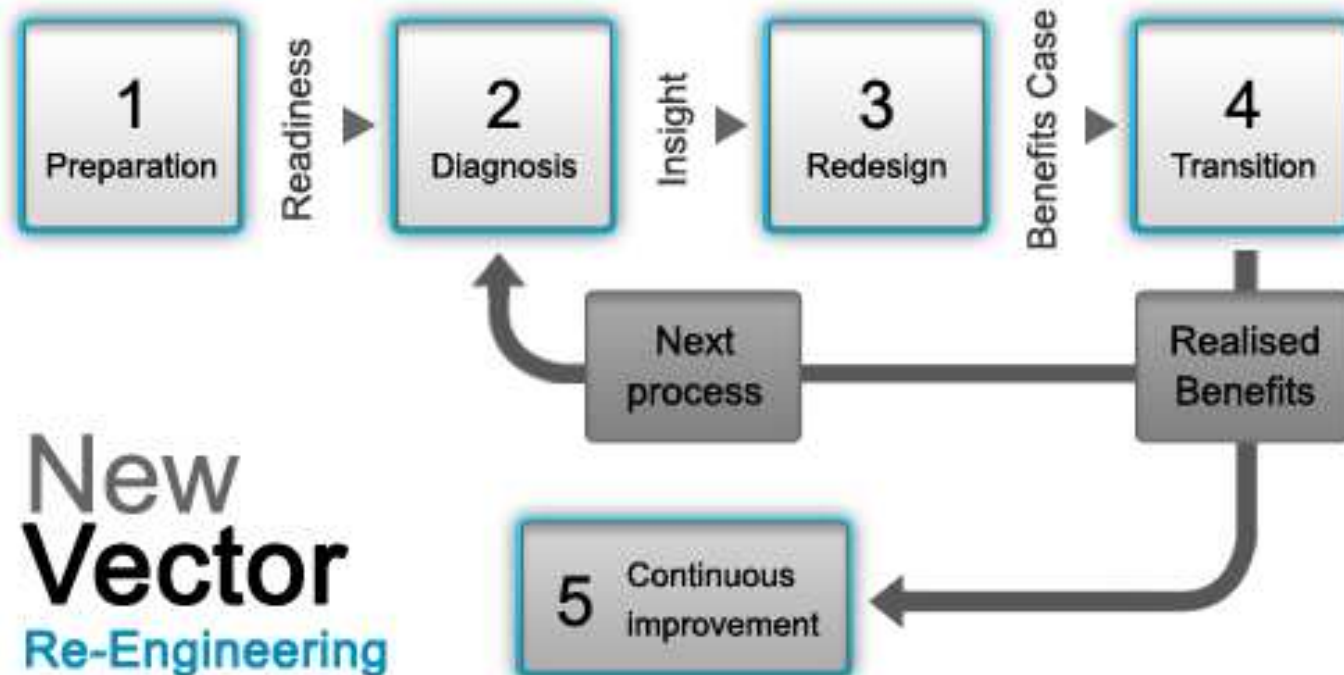 1
Preparation
Readiness
2
Diagnosis
Insight
3
Redesign
Benefits Case
4
Transition
Next
process
Realised
Benefits
New
Vector
Re-Engineering
5
Continuous
improvement